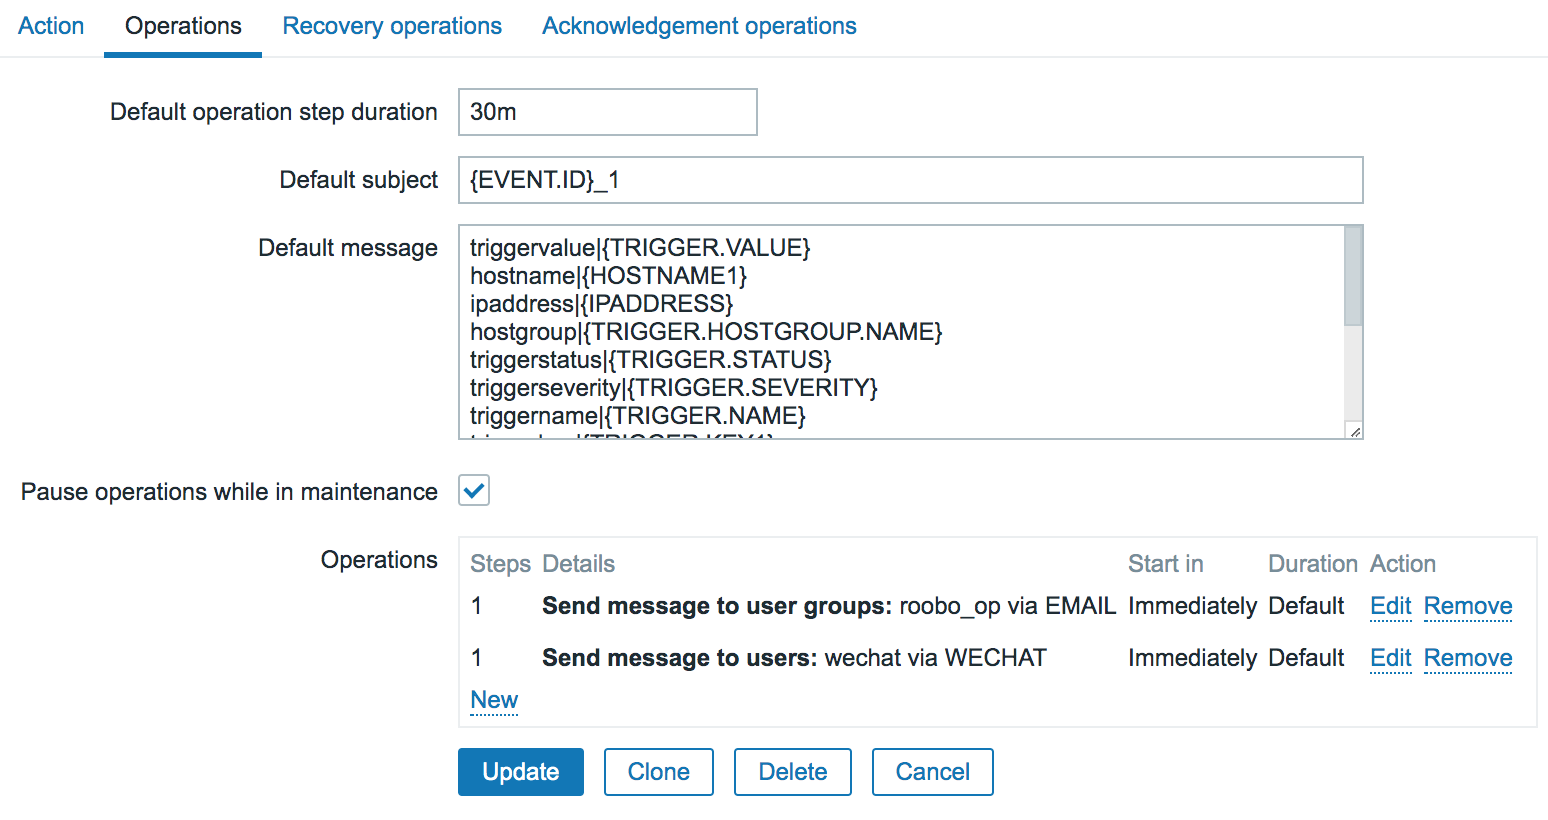 Action Operations Recovery operations Acknowledgement operations
Default operation step duration 30m
Default subject {EVENT.ID}_1
Default message triggervalue|{TRIGGER.VALUE}
hostname|{HOSTNAME1}
ipaddress|{IPADDRESS}
hostgroup|{TRIGGER.HOSTGROUP.NAME}
triggerstatus|{TRIGGER.STATUS}
triggerseverity|{TRIGGER.SEVERITY}
triggername|{TRIGGER.NAME}
Pause operations while in maintenance
Operations Steps Details Start in Duration Action
1 Send message to user groups: roobo_op via EMAIL Immediately Default Edit Remove
1 Send message to users: wechat via WECHAT Immediately Default Edit Remove
New
Update Clone Delete Cancel